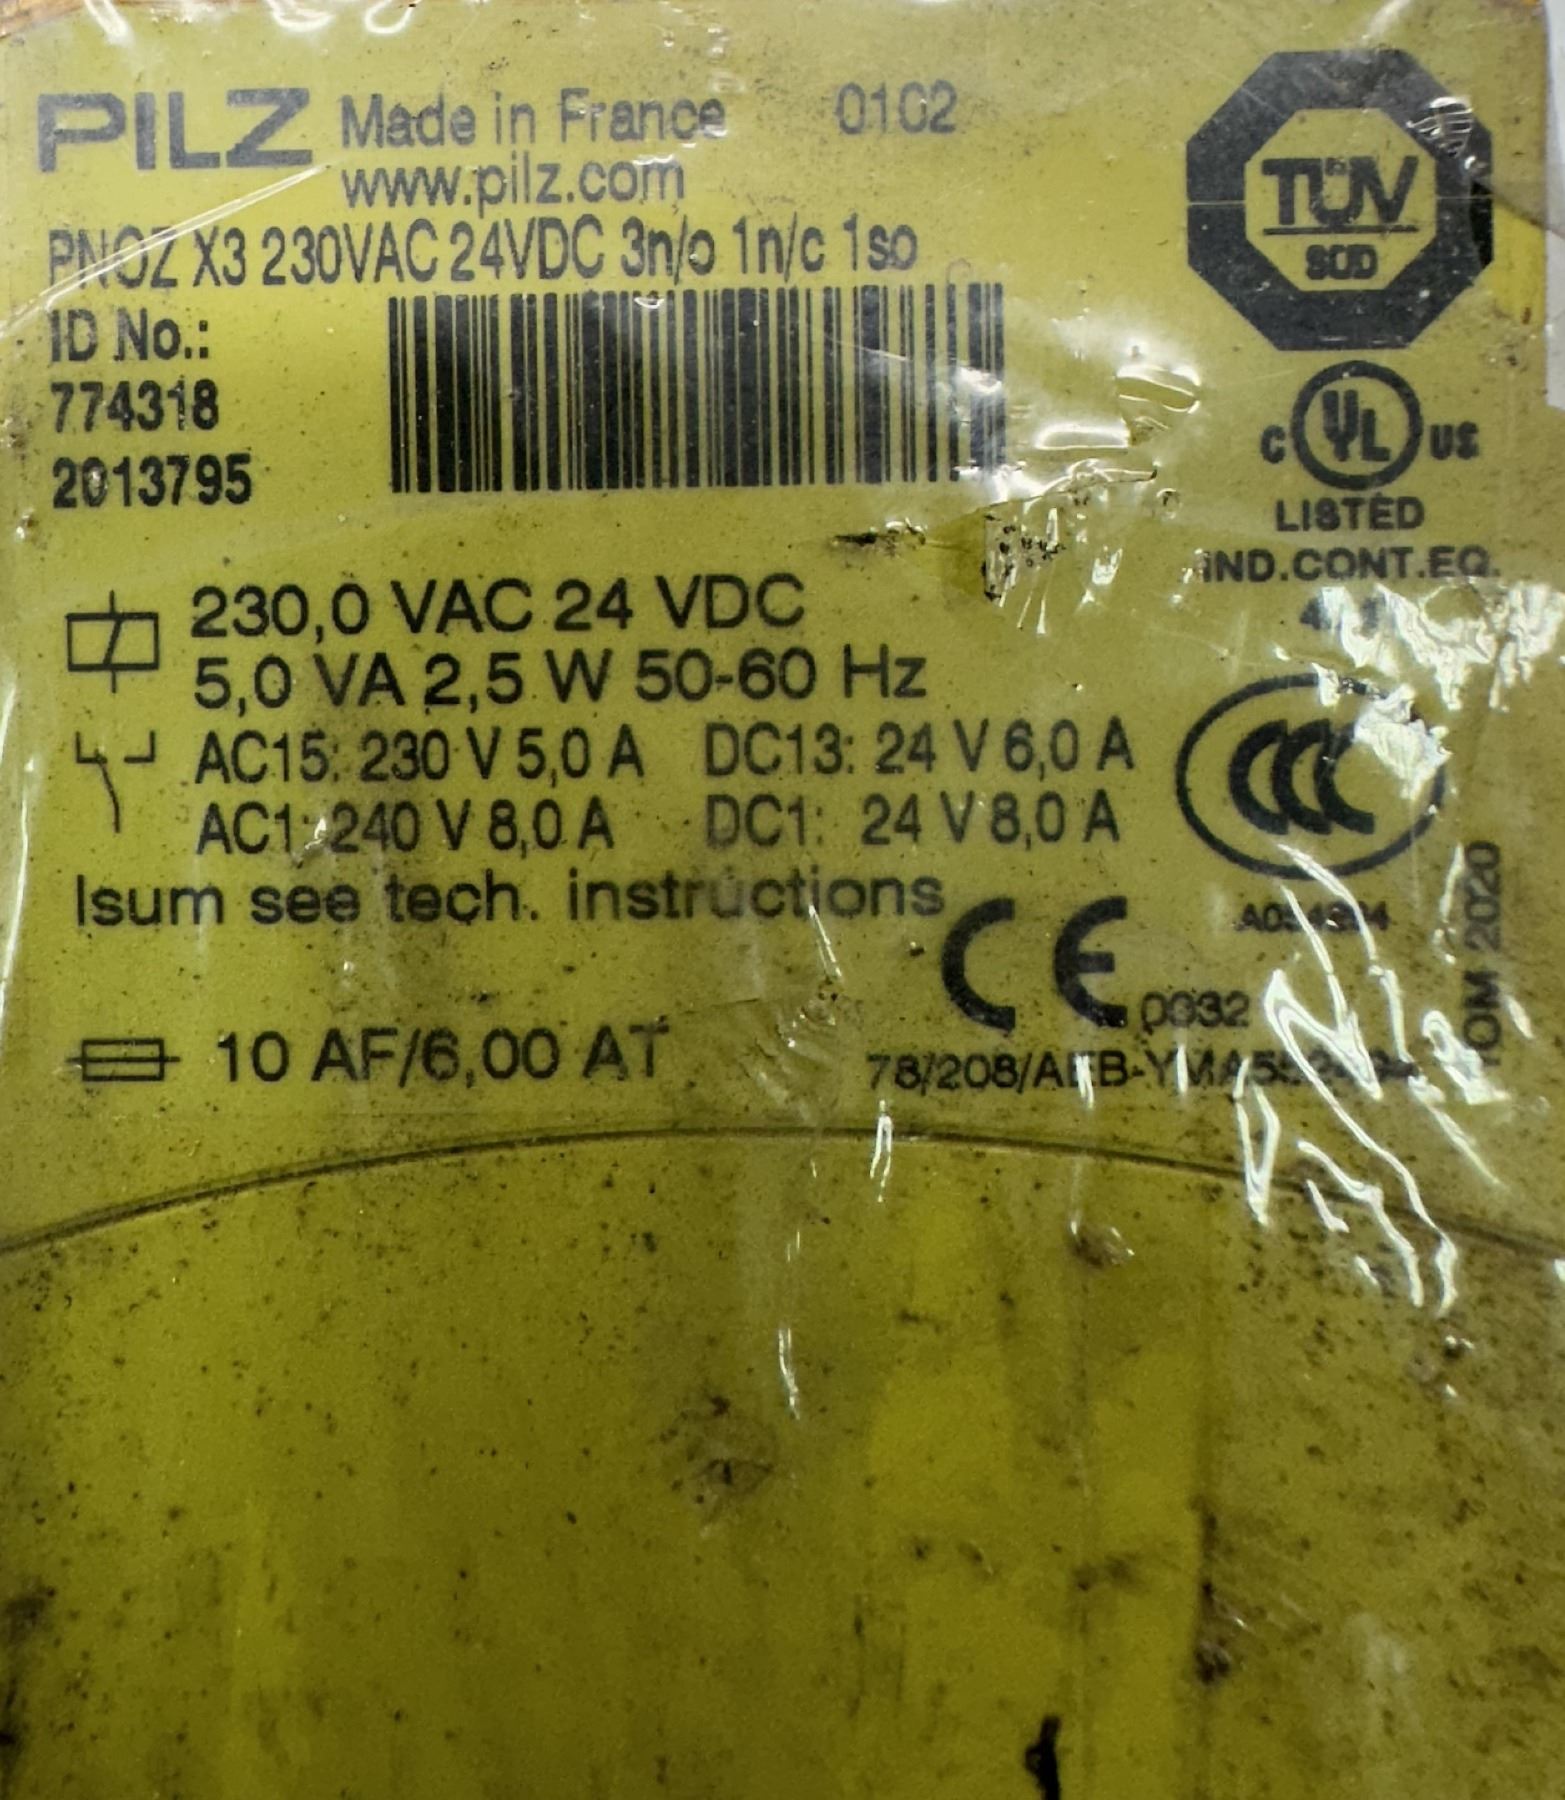 PILZ Made in France 0102
www.pilz.com
PNOZ X3 230VAC 24VDC 3n/o 1n/c 1so
ID No.:
774318
2013795
TÜV
SÜD
C UL US
LISTED
IND.CONT.EQ.
230,0 VAC 24 VDC
5,0 VA 2,5 W 50-60 Hz
AC15: 230 V 5,0 A DC13: 24 V 6,0 A
AC1: 240 V 8,0 A DC1: 24 V 8,0 A
Isum see tech. instructions
CCC
CE 0032
2020
10 AF/6,00 AT